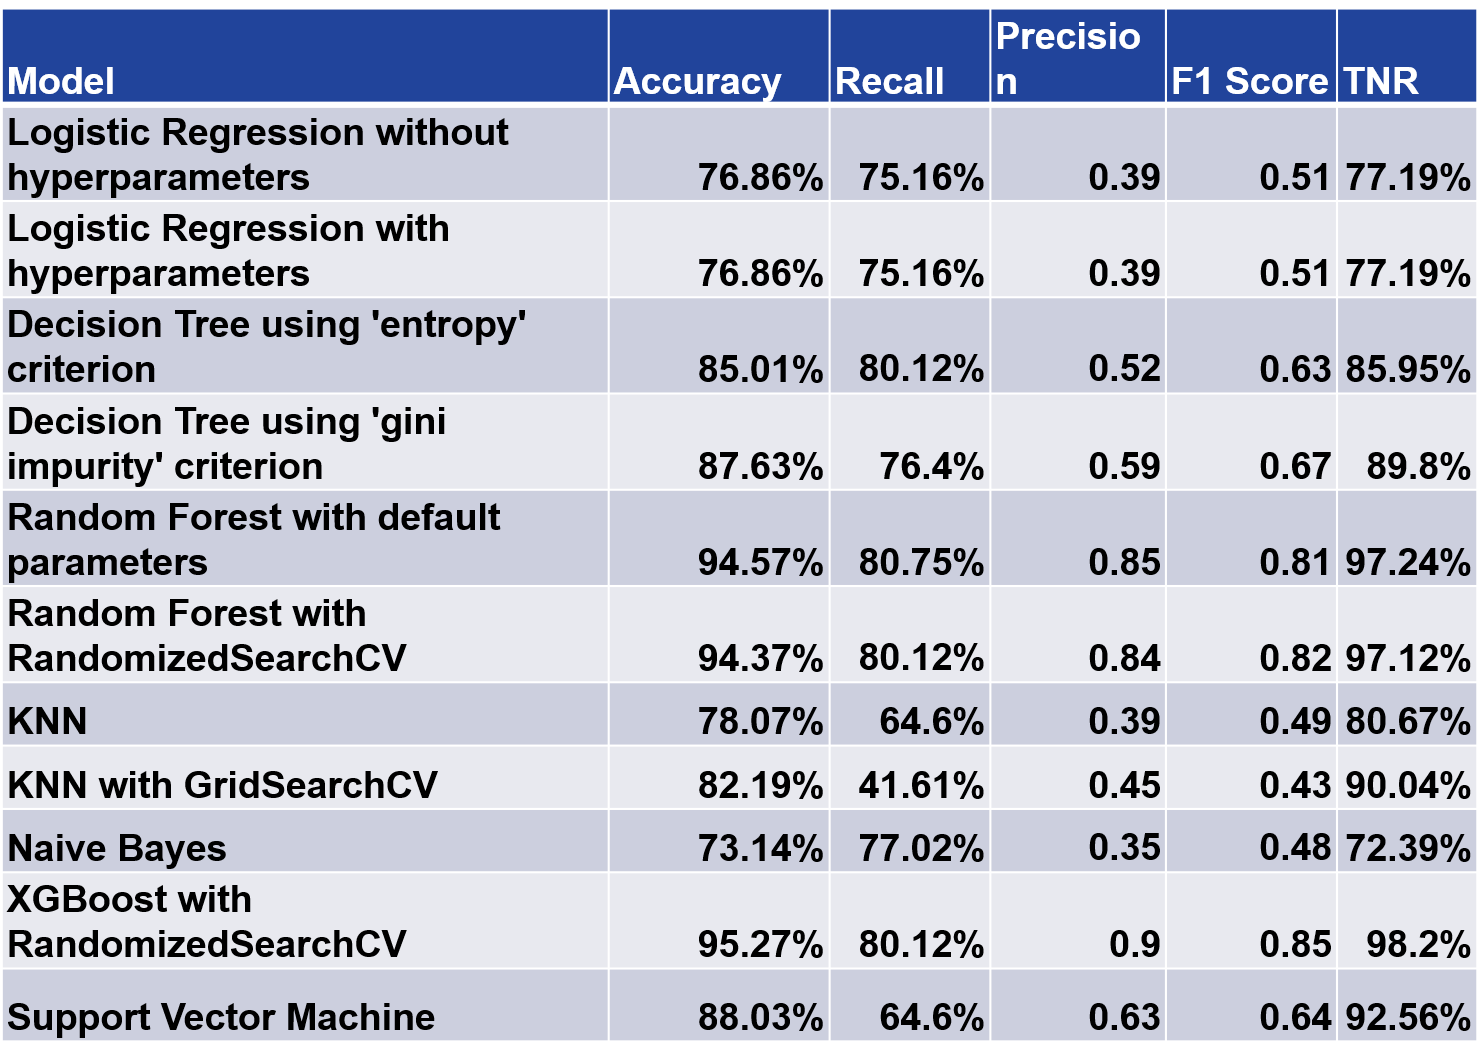 Model Accuracy Recall Precisio
n F1 Score TNR
Logistic Regression without
hyperparameters 76.86% 75.16% 0.39 0.51 77.19%
Logistic Regression with
hyperparameters 76.86% 75.16% 0.39 0.51 77.19%
Decision Tree using 'entropy'
criterion 85.01% 80.12% 0.52 0.63 85.95%
Decision Tree using 'gini
impurity' criterion 87.63% 76.4% 0.59 0.67 89.8%
Random Forest with default
parameters 94.57% 80.75% 0.85 0.81 97.24%
Random Forest with
RandomizedSearchCV 94.37% 80.12% 0.84 0.82 97.12%
KNN 78.07% 64.6% 0.39 0.49 80.67%
KNN with GridSearchCV 82.19% 41.61% 0.45 0.43 90.04%
Naive Bayes 73.14% 77.02% 0.35 0.48 72.39%
XGBoost with
RandomizedSearchCV 95.27% 80.12% 0.9 0.85 98.2%
Support Vector Machine 88.03% 64.6% 0.63 0.64 92.56%